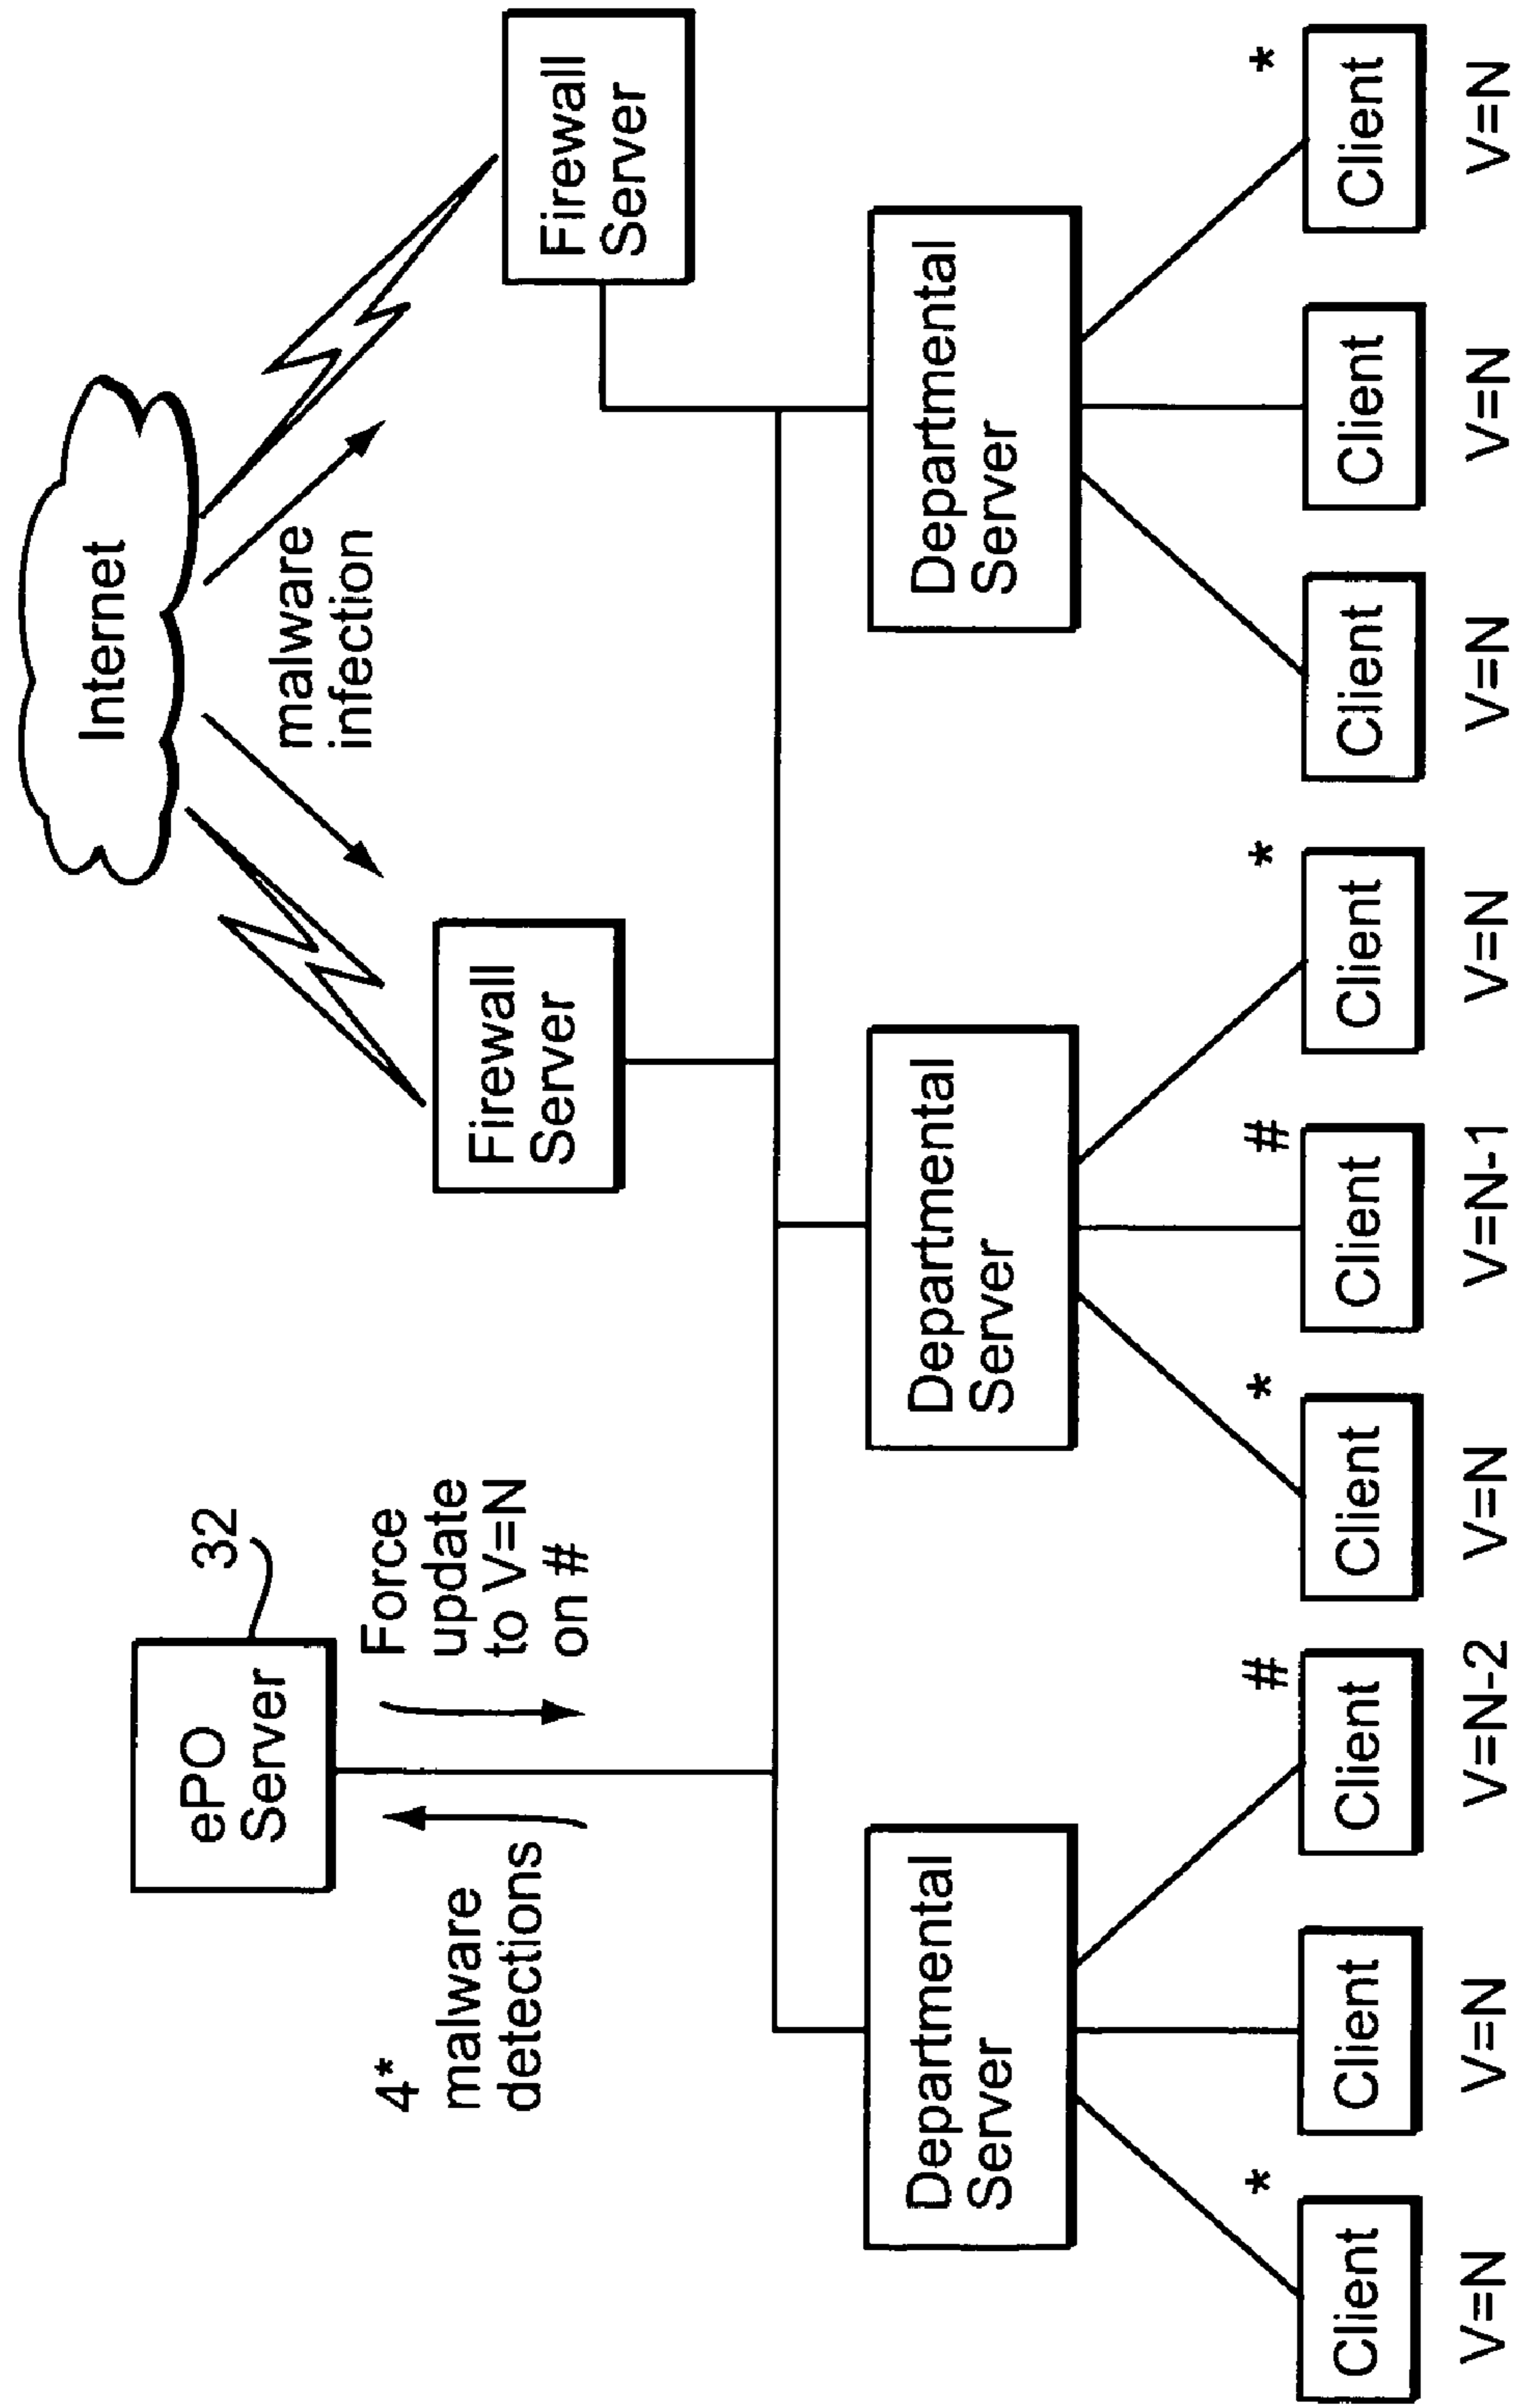 Internet
malware
infection
ePO
Server
32
4*
malware
detections
Force
update
to V=N
on #
Firewall
Server
Firewall
Server
Departmental
Server
Departmental
Server
Departmental
Server
*
#
*
#
*
*
Client
Client
Client
Client
Client
Client
Client
Client
Client
V=N
V=N
V=N-2
V=N
V=N-1
V=N
V=N
V=N
V=N